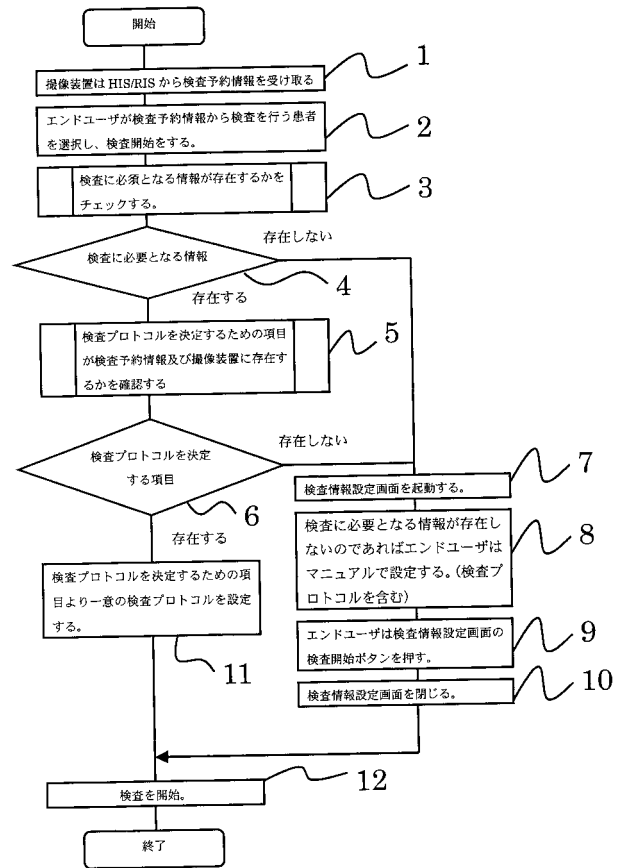 開始
撮像装置は HIS/RIS から検査予約情報を受け取る
1
エンドユーザが検査予約情報から検査を行う患者
を選択し、検査開始をする。
2
検査に必須となる情報が存在するかを
チェックする。
3
検査に必要となる情報
存在しない
4
存在する
検査プロトコルを決定するための項目
が検査予約情報及び撮像装置に存在す
るかを確認する
5
検査プロトコルを決定
する項目
存在しない
6
存在する
検査情報設定画面を起動する。
7
検査に必要となる情報が存在し
ないのであればエンドユーザは
マニュアルで設定する。(検査プ
ロトコルを含む)
8
検査プロトコルを決定するための項
目より一意の検査プロトコルを設定
する。
11
エンドユーザは検査情報設定画面の
検査開始ボタンを押す。
9
検査情報設定画面を閉じる。
10
検査を開始。
12
終了